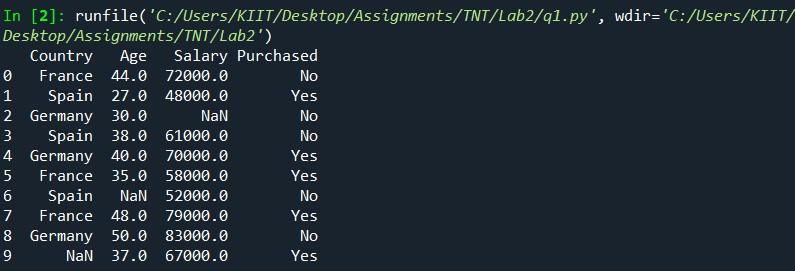 In [2]: runfile('C:/Users/KIIT/Desktop/Assignments/TNT/Lab2/q1.py', wdir='C:/Users/KIIT/
Desktop/Assignments/TNT/Lab2')
   Country   Age   Salary Purchased
0   France  44.0  72000.0        No
1    Spain  27.0  48000.0       Yes
2  Germany  30.0      NaN        No
3    Spain  38.0  61000.0        No
4  Germany  40.0  70000.0       Yes
5   France  35.0  58000.0       Yes
6    Spain   NaN  52000.0        No
7   France  48.0  79000.0       Yes
8  Germany  50.0  83000.0        No
9      NaN  37.0  67000.0       Yes